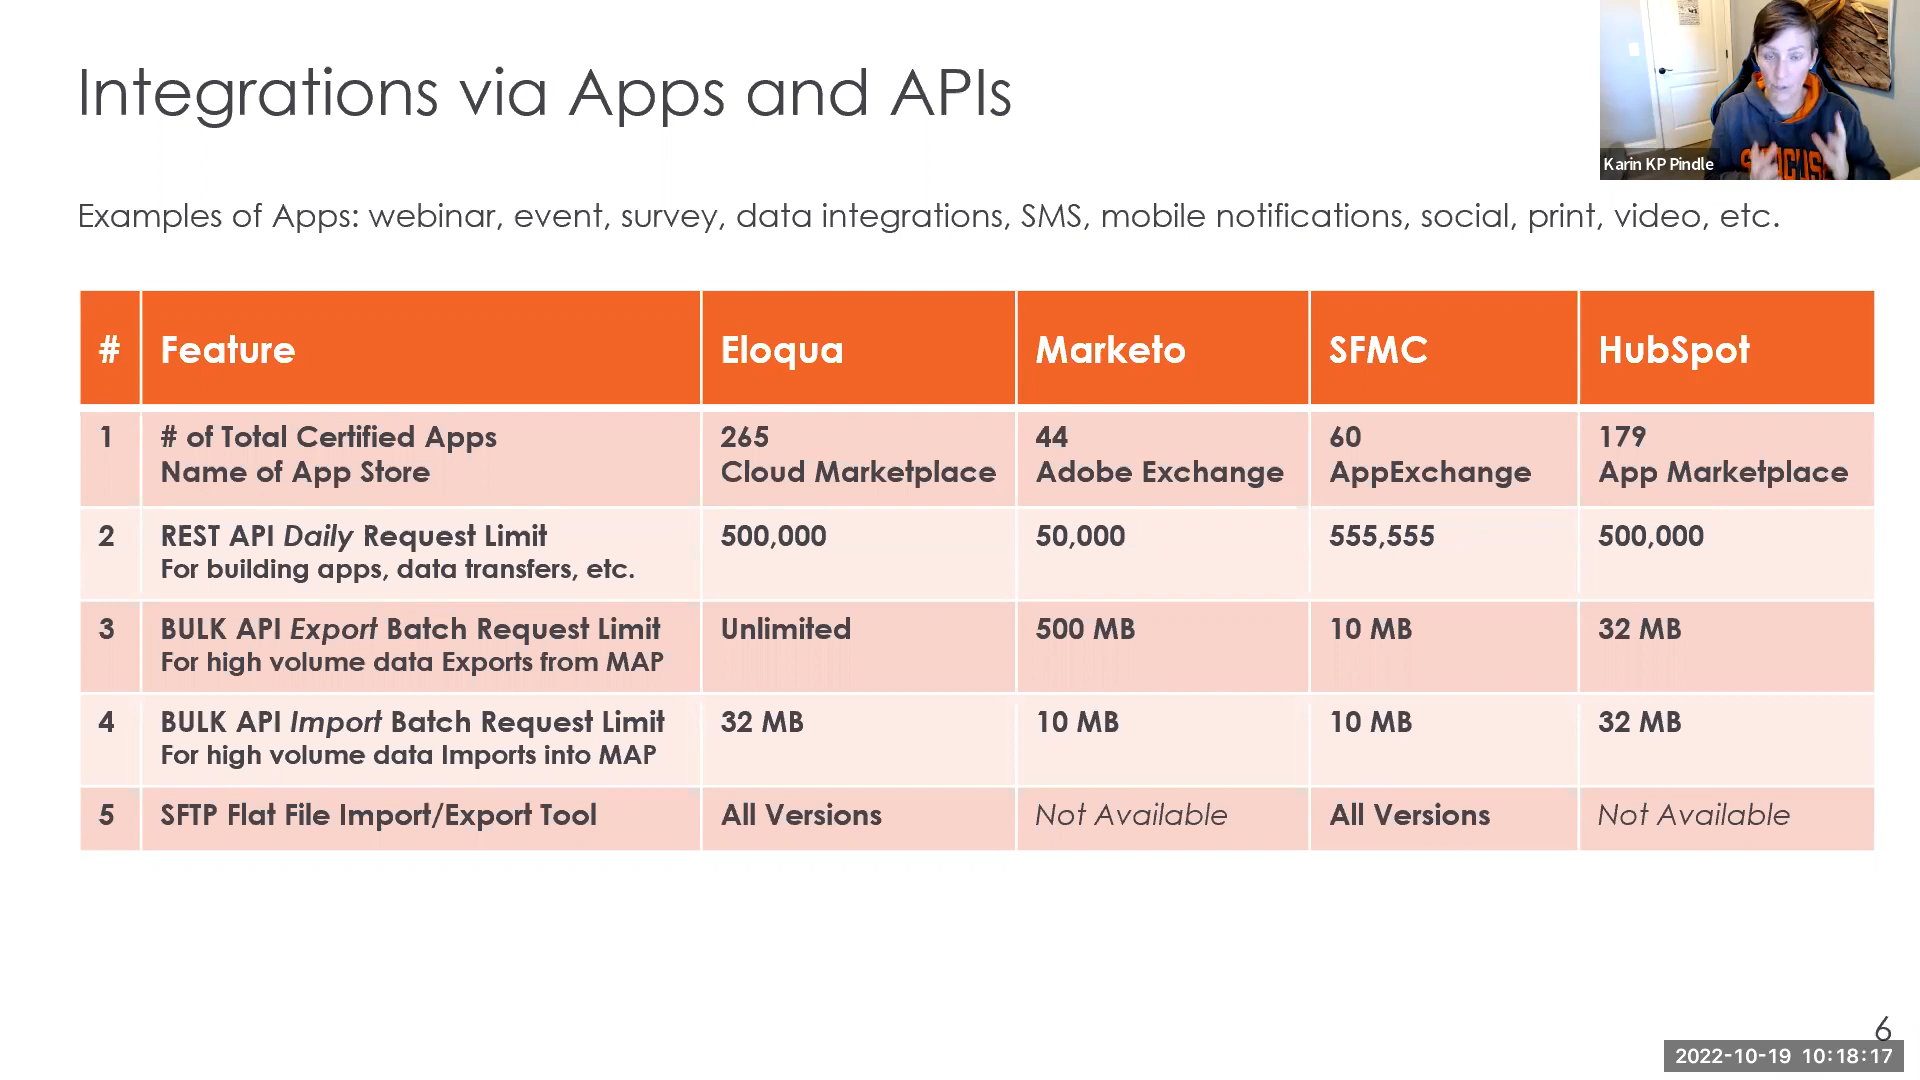 Integrations via Apps and APIs
Karin KP Pindle
Examples of Apps: webinar, event, survey, data integrations, SMS, mobile notifications, social, print, video, etc.
# Feature Eloqua Marketo SFMC HubSpot
1 # of Total Certified Apps 265 44 60 179
Name of App Store Cloud Marketplace Adobe Exchange AppExchange App Marketplace
2 REST API Daily Request Limit 500,000 50,000 555,555 500,000
For building apps, data transfers, etc.
3 BULK API Export Batch Request Limit Unlimited 500 MB 10 MB 32 MB
For high volume data Exports from MAP
4 BULK API Import Batch Request Limit 32 MB 10 MB 10 MB 32 MB
For high volume data Imports into MAP
5 SFTP Flat File Import/Export Tool All Versions Not Available All Versions Not Available
6
2022-10-19 10:18:17